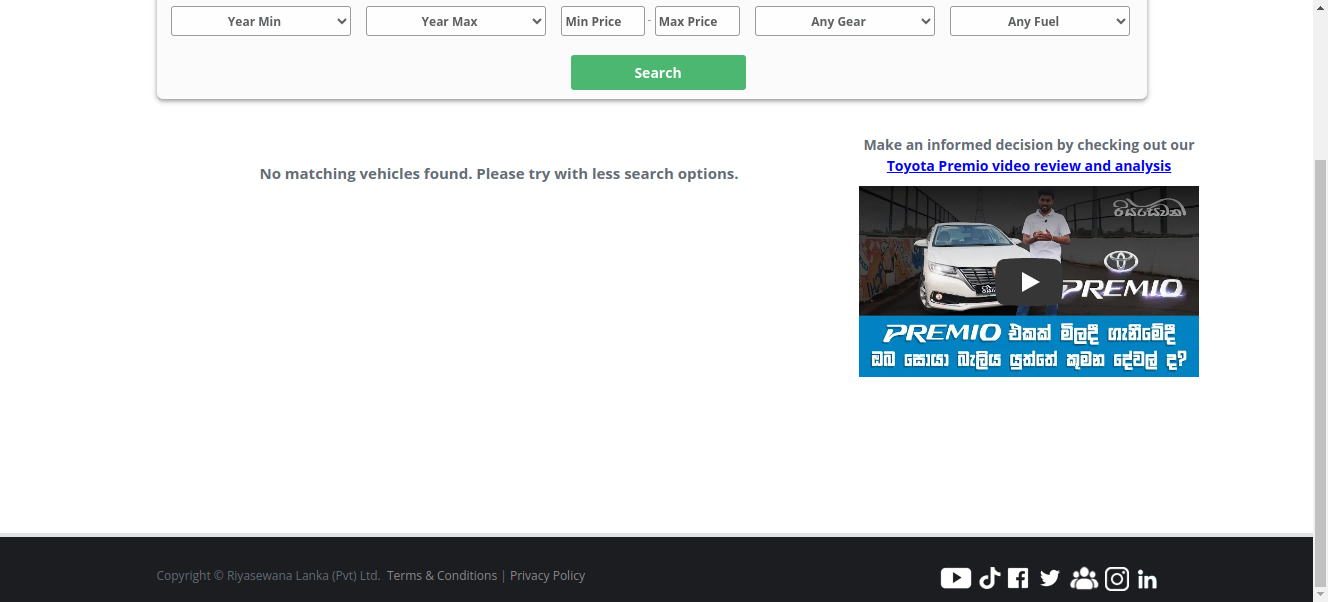 Year Min
Year Max
Min Price - Max Price
Any Gear
Any Fuel
Search
No matching vehicles found. Please try with less search options.
Make an informed decision by checking out our
Toyota Premio video review and analysis
රියසෙවන
PREMIO
PREMIO එකක් මිලදී ගැනීමේදී
ඔබ සොයා බැලිය යුත්තේ කුමන දේවල් ද?
Copyright © Riyasewana Lanka (Pvt) Ltd. Terms & Conditions | Privacy Policy